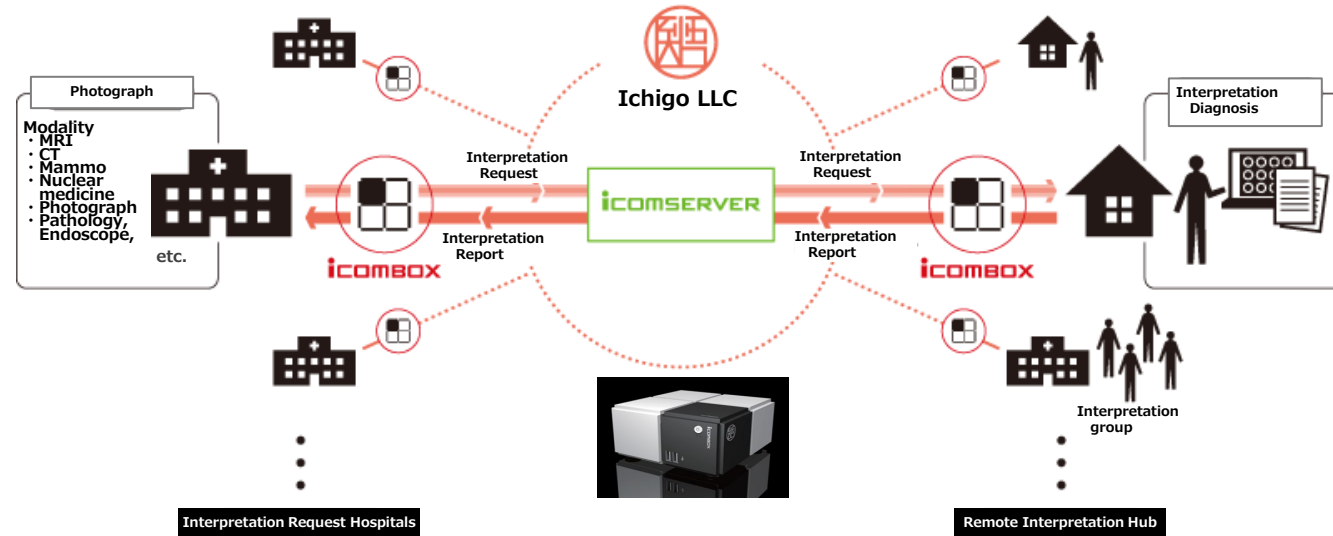 Ichigo LLC
Photograph
Modality
・MRI
・CT
・Mammo
・Nuclear
medicine
・Photograph
・Pathology,
Endoscope,
etc.
Interpretation
Request
Interpretation
Report
iCOMBOX
iCOMSERVER
Interpretation
Request
Interpretation
Report
iCOMBOX
Interpretation
Diagnosis
Interpretation
group
Interpretation Request Hospitals
Remote Interpretation Hub